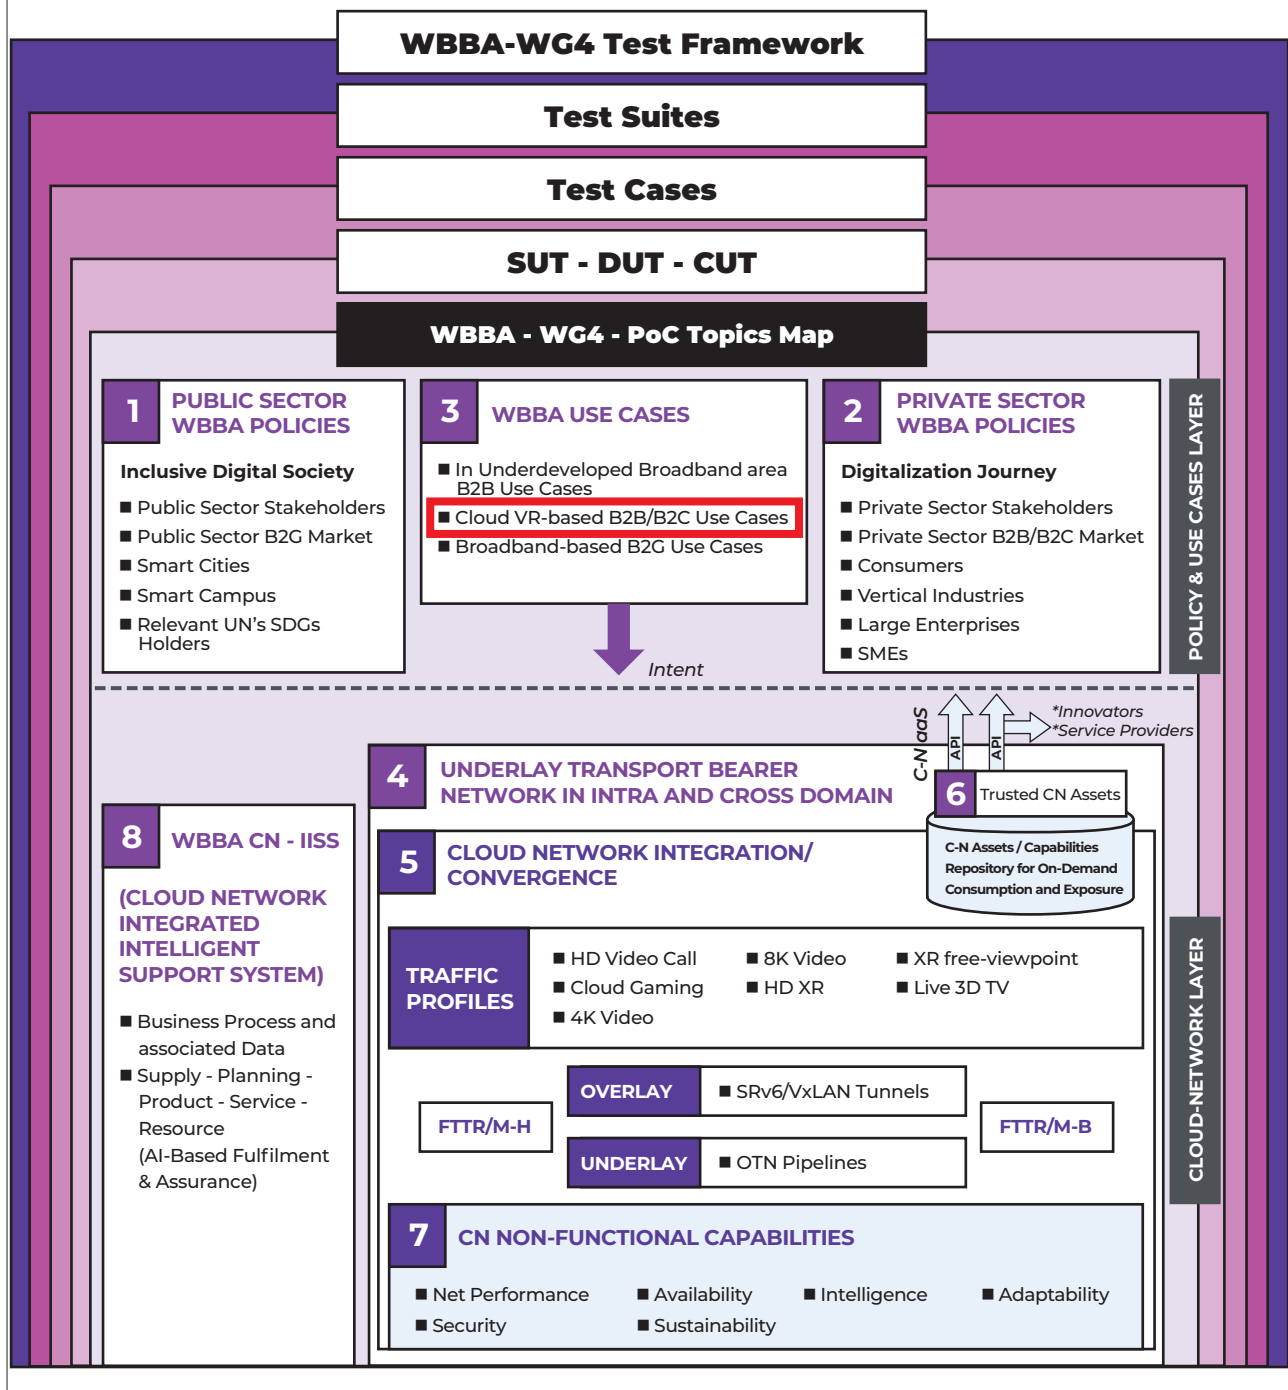 WBBA-WG4 Test Framework
Test Suites
Test Cases
SUT - DUT - CUT
WBBA - WG4 - PoC Topics Map
1
PUBLIC SECTOR
WBBA POLICIES
Inclusive Digital Society
■ Public Sector Stakeholders
■ Public Sector B2G Market
■ Smart Cities
■ Smart Campus
■ Relevant UN's SDGs
Holders
3
WBBA USE CASES
■ In Underdeveloped Broadband area
B2B Use Cases
■ Cloud VR-based B2B/B2C Use Cases
■ Broadband-based B2G Use Cases
2
PRIVATE SECTOR
WBBA POLICIES
Digitalization Journey
■ Private Sector Stakeholders
■ Private Sector B2B/B2C Market
■ Consumers
■ Vertical Industries
■ Large Enterprises
■ SMEs
POLICY & USE CASES LAYER
Intent
C-N aaS
API
API
*Innovators
*Service Providers
8
WBBA CN - IISS
(CLOUD NETWORK
INTEGRATED
INTELLIGENT
SUPPORT SYSTEM)
■ Business Process and
associated Data
■ Supply - Planning -
Product - Service -
Resource
(AI-Based Fulfilment
& Assurance)
4
UNDERLAY TRANSPORT BEARER
NETWORK IN INTRA AND CROSS DOMAIN
6
Trusted CN Assets
C-N Assets / Capabilities
Repository for On-Demand
Consumption and Exposure
5
CLOUD NETWORK INTEGRATION/
CONVERGENCE
TRAFFIC
PROFILES
■ HD Video Call
■ Cloud Gaming
■ 4K Video
■ 8K Video
■ HD XR
■ XR free-viewpoint
■ Live 3D TV
FTTR/M-H
OVERLAY
■ SRv6/VxLAN Tunnels
UNDERLAY
■ OTN Pipelines
FTTR/M-B
7
CN NON-FUNCTIONAL CAPABILITIES
■ Net Performance
■ Security
■ Availability
■ Sustainability
■ Intelligence
■ Adaptability
CLOUD-NETWORK LAYER